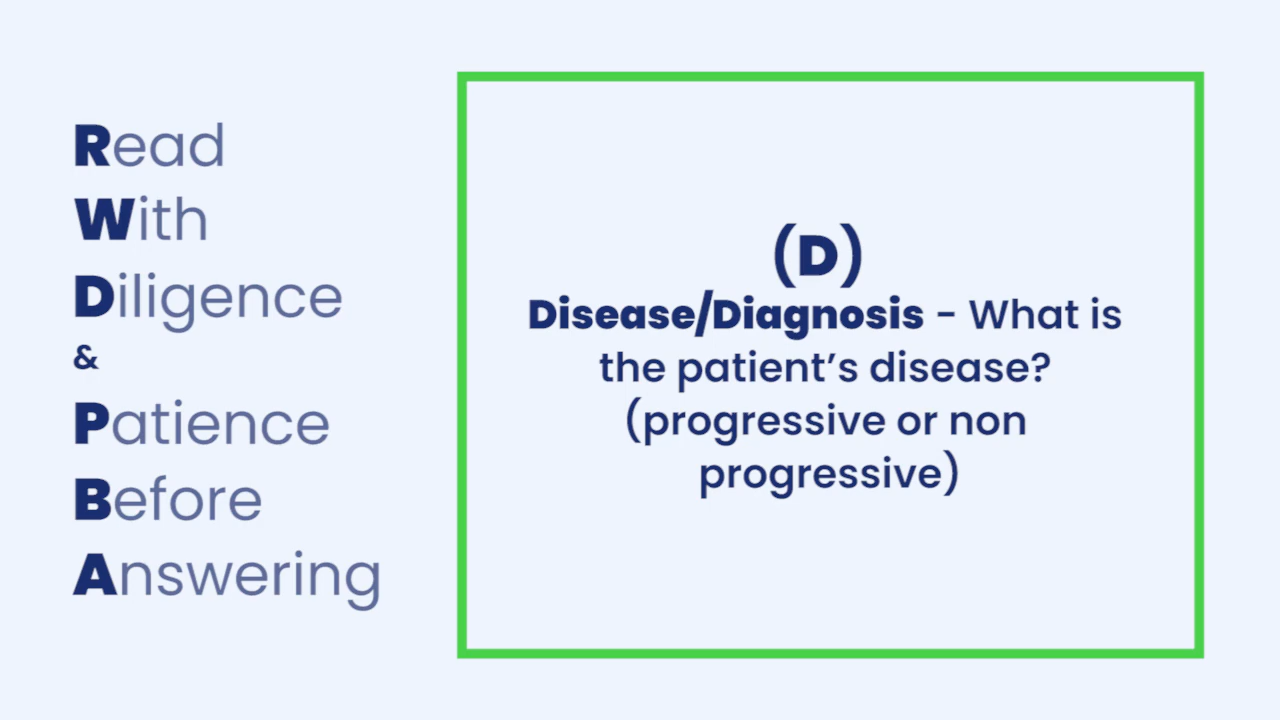 Read
With
Diligence
&
Patience
Before
Answering
(D)
Disease/Diagnosis - What is
the patient’s disease?
(progressive or non
progressive)